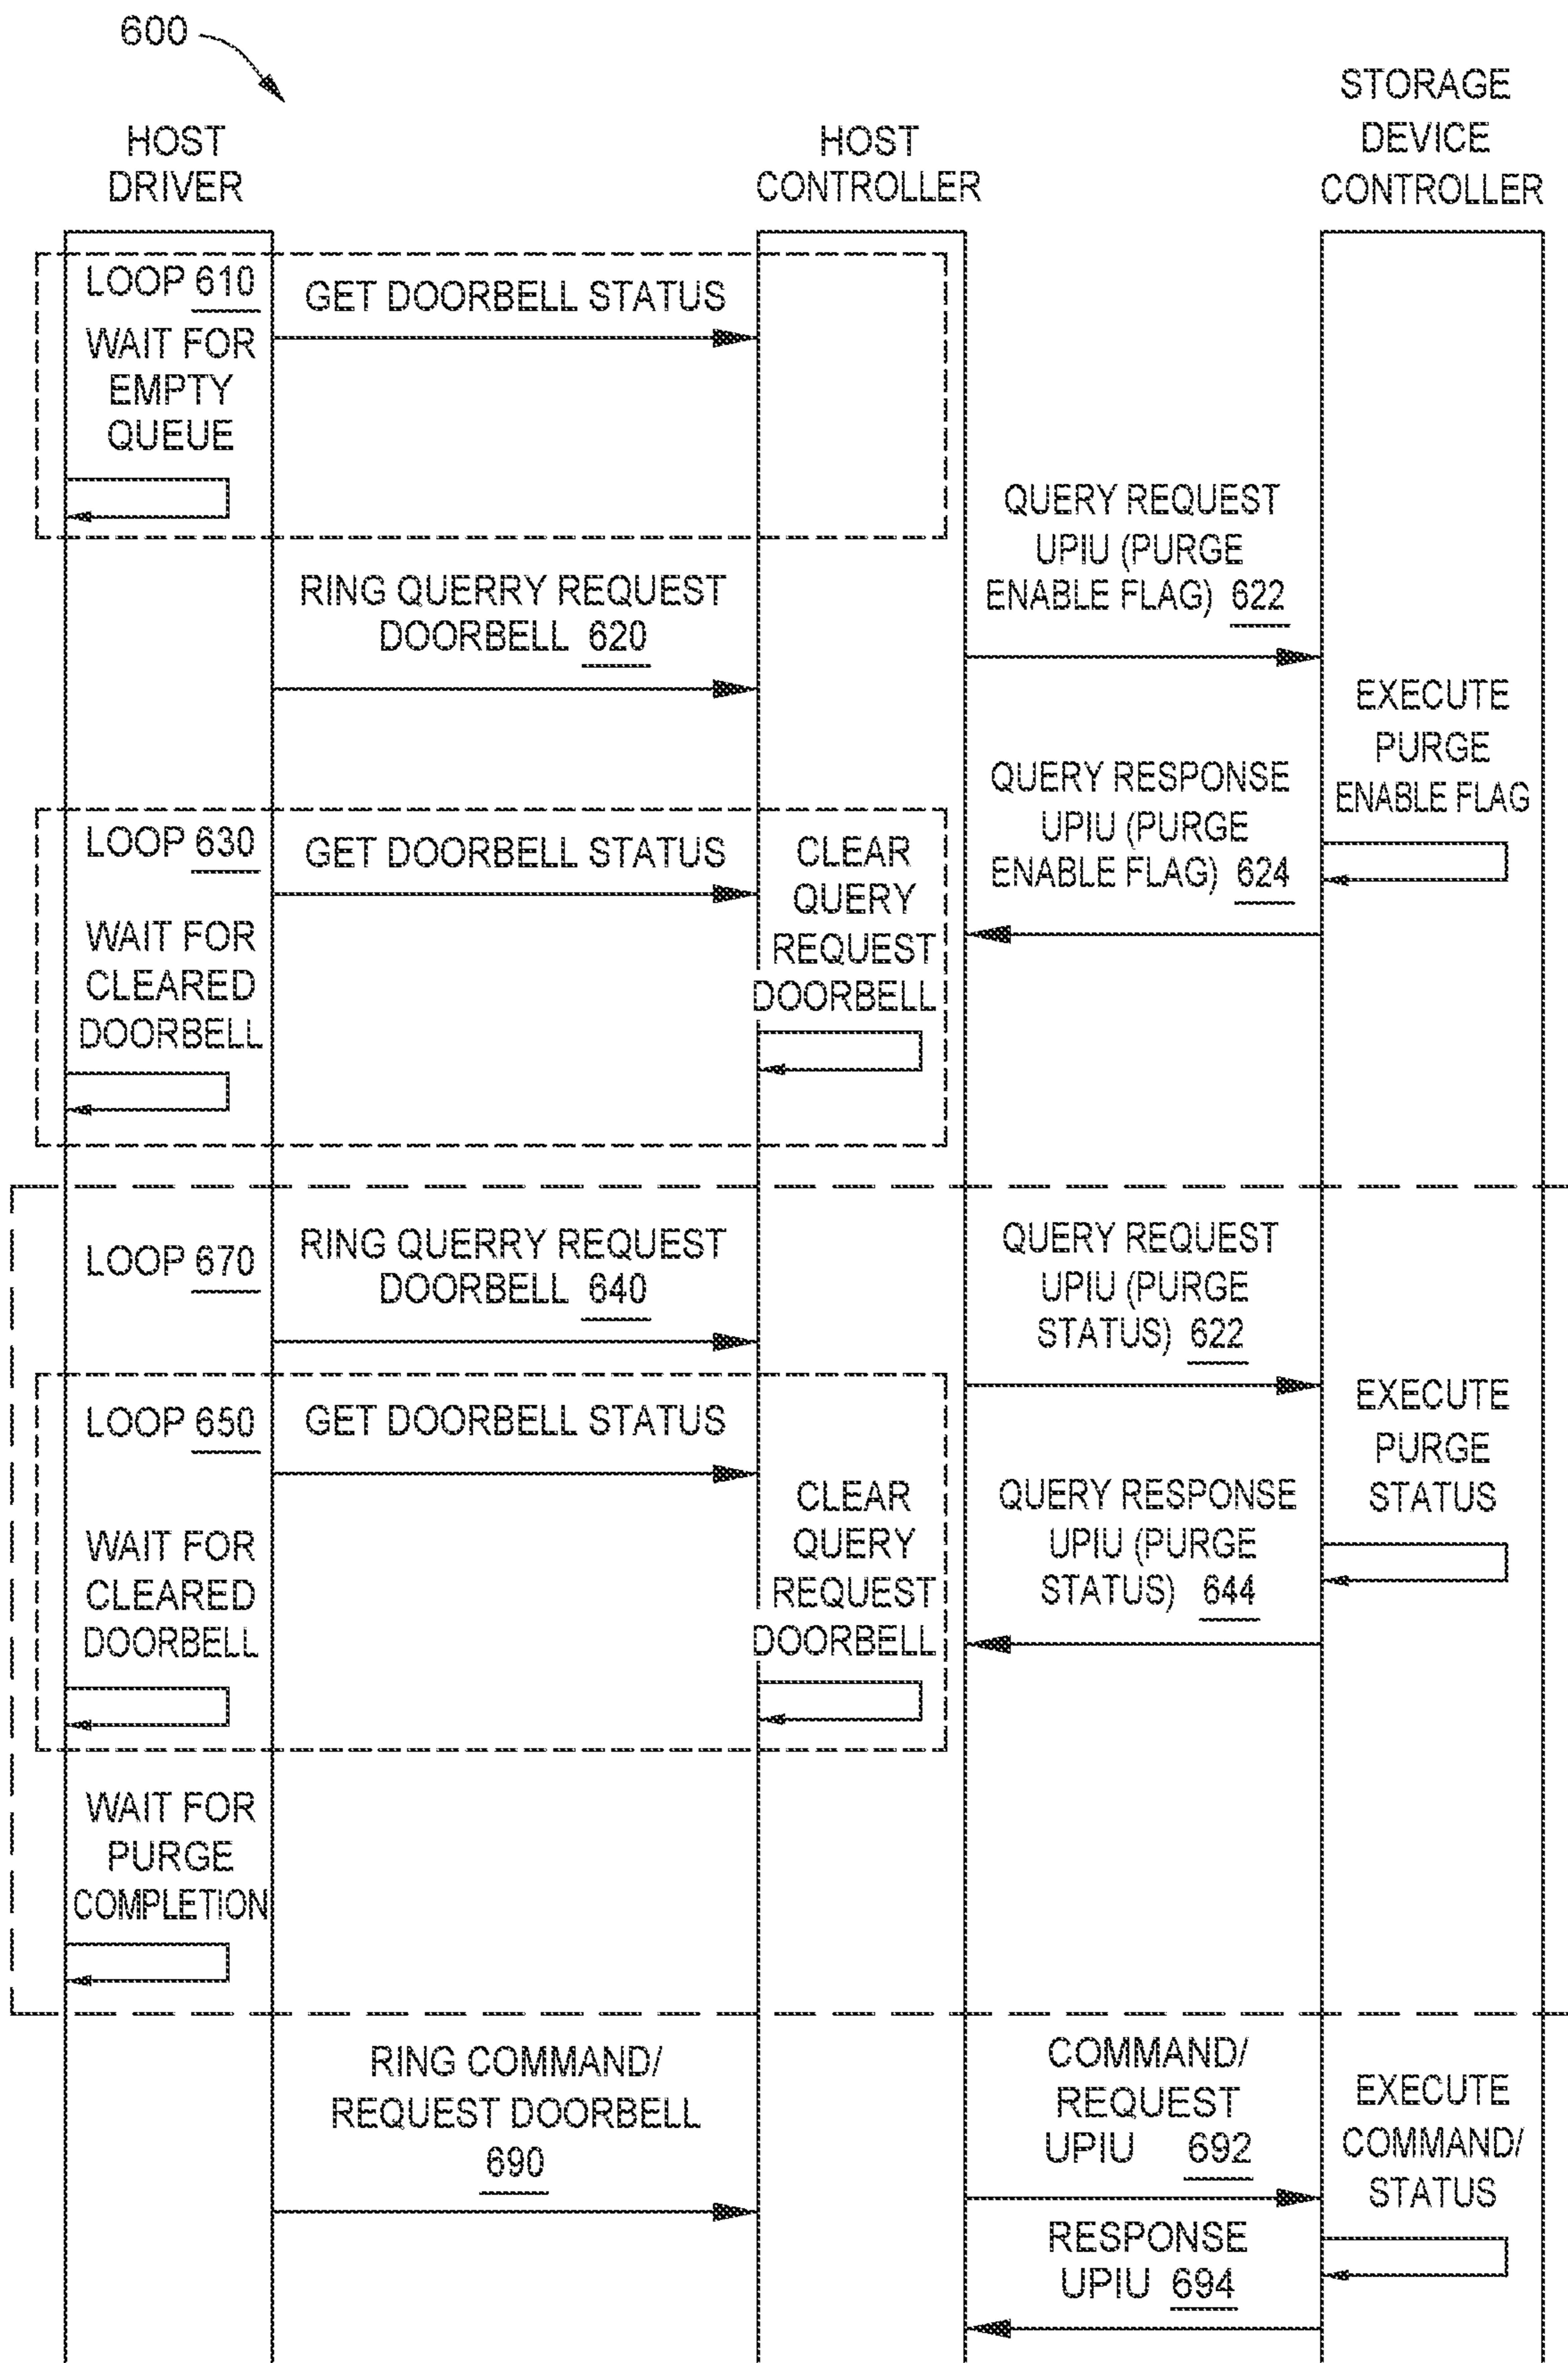 600
HOST
DRIVER
HOST
CONTROLLER
STORAGE
DEVICE
CONTROLLER
LOOP 610
WAIT FOR
EMPTY
QUEUE
GET DOORBELL STATUS
QUERY REQUEST
UPIU (PURGE
ENABLE FLAG) 622
RING QUERRY REQUEST
DOORBELL 620
EXECUTE
PURGE
ENABLE FLAG
QUERY RESPONSE
UPIU (PURGE
ENABLE FLAG) 624
LOOP 630
GET DOORBELL STATUS
WAIT FOR
CLEARED
DOORBELL
CLEAR
QUERY
REQUEST
DOORBELL
LOOP 670
RING QUERRY REQUEST
DOORBELL 640
QUERY REQUEST
UPIU (PURGE
STATUS) 622
EXECUTE
PURGE
STATUS
LOOP 650
GET DOORBELL STATUS
WAIT FOR
CLEARED
DOORBELL
CLEAR
QUERY
REQUEST
DOORBELL
QUERY RESPONSE
UPIU (PURGE
STATUS) 644
WAIT FOR
PURGE
COMPLETION
RING COMMAND/
REQUEST DOORBELL
690
COMMAND/
REQUEST
UPIU 692
EXECUTE
COMMAND/
STATUS
RESPONSE
UPIU 694